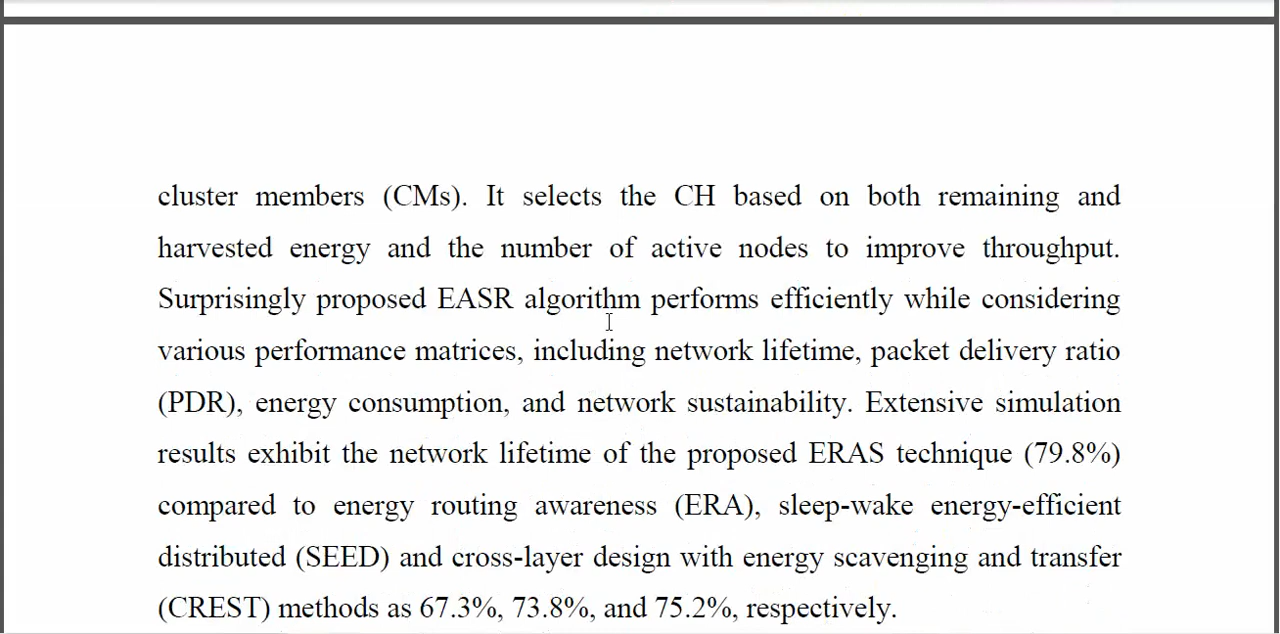 cluster members (CMs). It selects the CH based on both remaining and
harvested energy and the number of active nodes to improve throughput.
Surprisingly proposed EASR algorithm performs efficiently while considering
various performance matrices, including network lifetime, packet delivery ratio
(PDR), energy consumption, and network sustainability. Extensive simulation
results exhibit the network lifetime of the proposed ERAS technique (79.8%)
compared to energy routing awareness (ERA), sleep-wake energy-efficient
distributed (SEED) and cross-layer design with energy scavenging and transfer
(CREST) methods as 67.3%, 73.8%, and 75.2%, respectively.